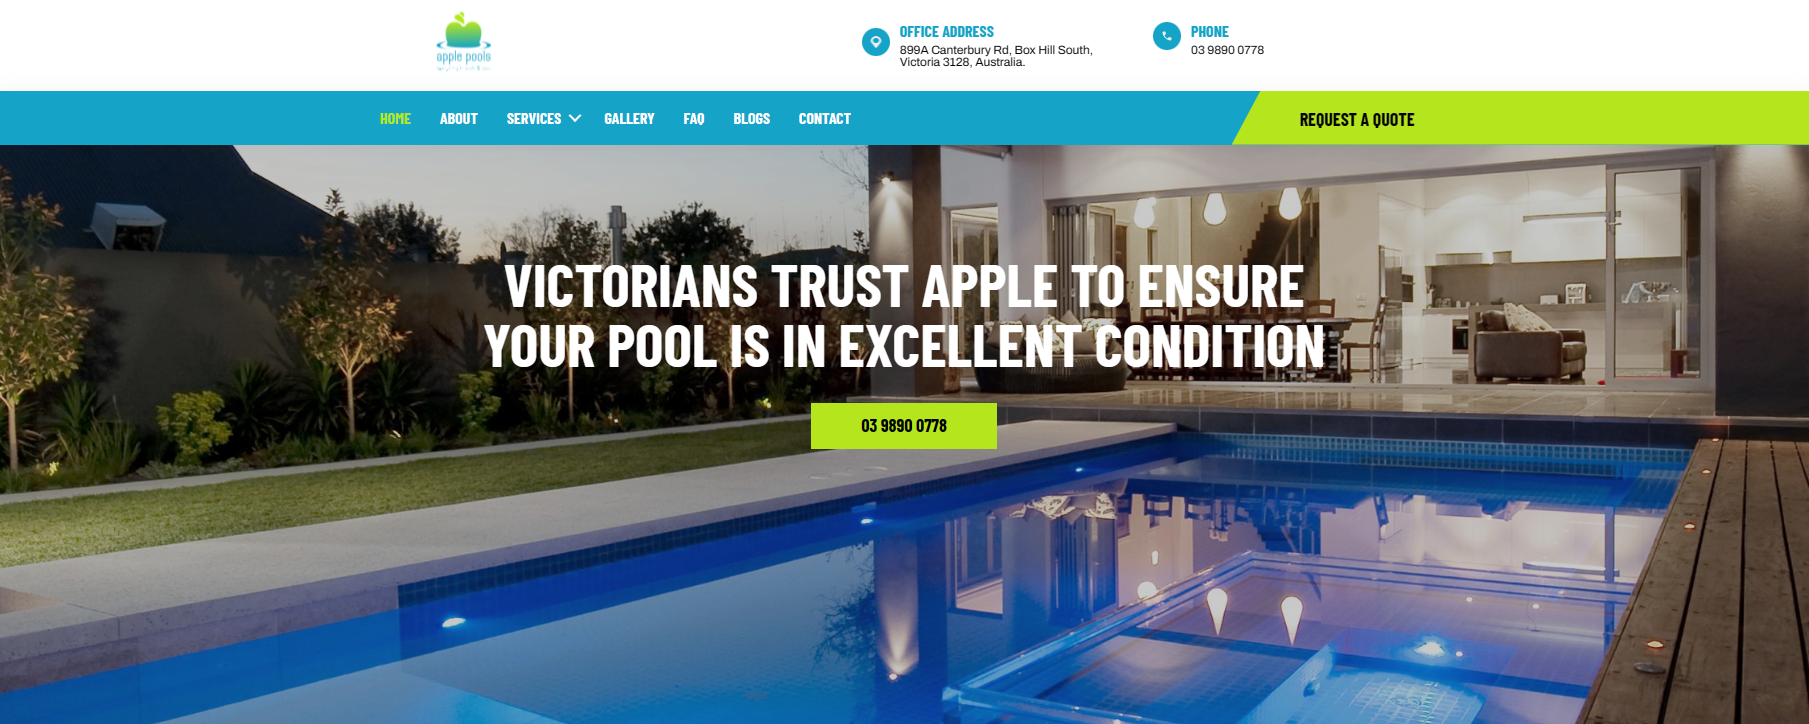 apple pools
OFFICE ADDRESS
899A Canterbury Rd, Box Hill South,
Victoria 3128, Australia.
PHONE
03 9890 0778
HOME ABOUT SERVICES GALLERY FAQ BLOGS CONTACT
REQUEST A QUOTE
VICTORIANS TRUST APPLE TO ENSURE
YOUR POOL IS IN EXCELLENT CONDITION
03 9890 0778